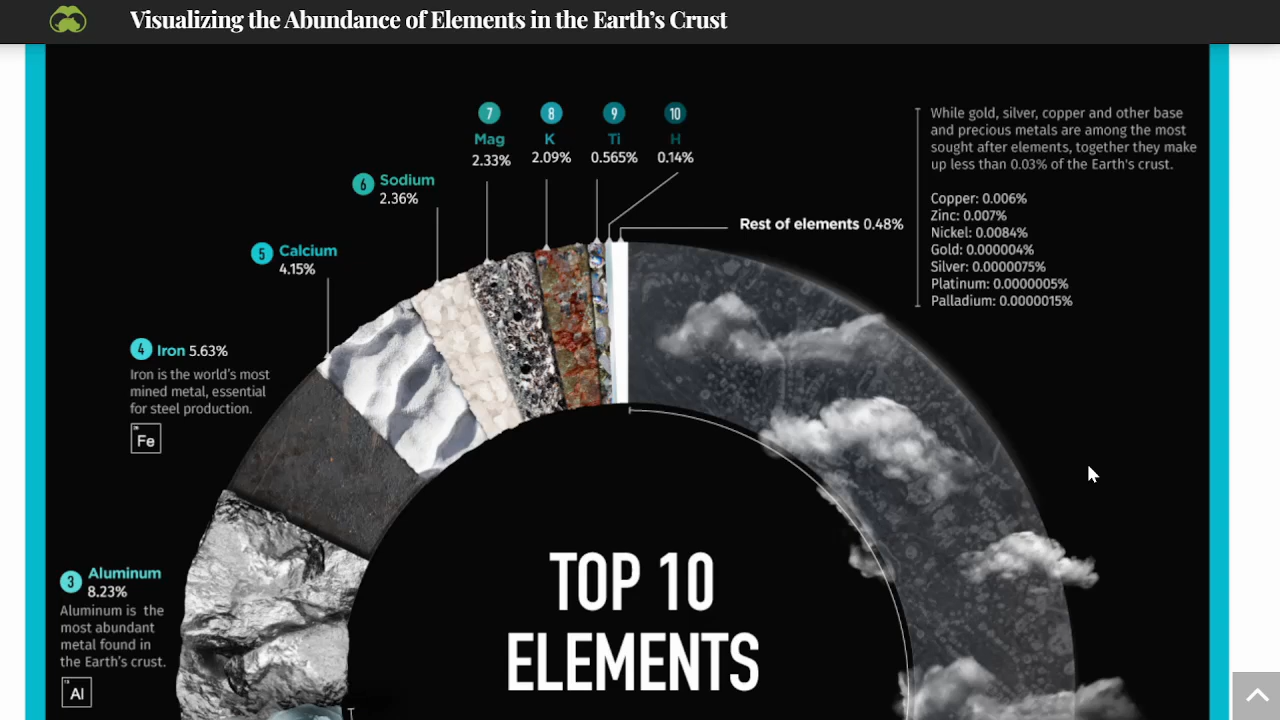 Visualizing the Abundance of Elements in the Earth's Crust
7
Mag
2.33%
8
K
2.09%
9
Ti
0.565%
10
H
0.14%
6
Sodium
2.36%
5
Calcium
4.15%
4
Iron 5.63%
Iron is the world's most
mined metal, essential
for steel production.
Fe
3
Aluminum
8.23%
Aluminum is the
most abundant
metal found in
the Earth's crust.
Al
Rest of elements 0.48%
While gold, silver, copper and other base
and precious metals are among the most
sought after elements, together they make
up less than 0.03% of the Earth's crust.
Copper: 0.006%
Zinc: 0.007%
Nickel: 0.0084%
Gold: 0.000004%
Silver: 0.0000075%
Platinum: 0.0000005%
Palladium: 0.0000015%
TOP 10
ELEMENTS